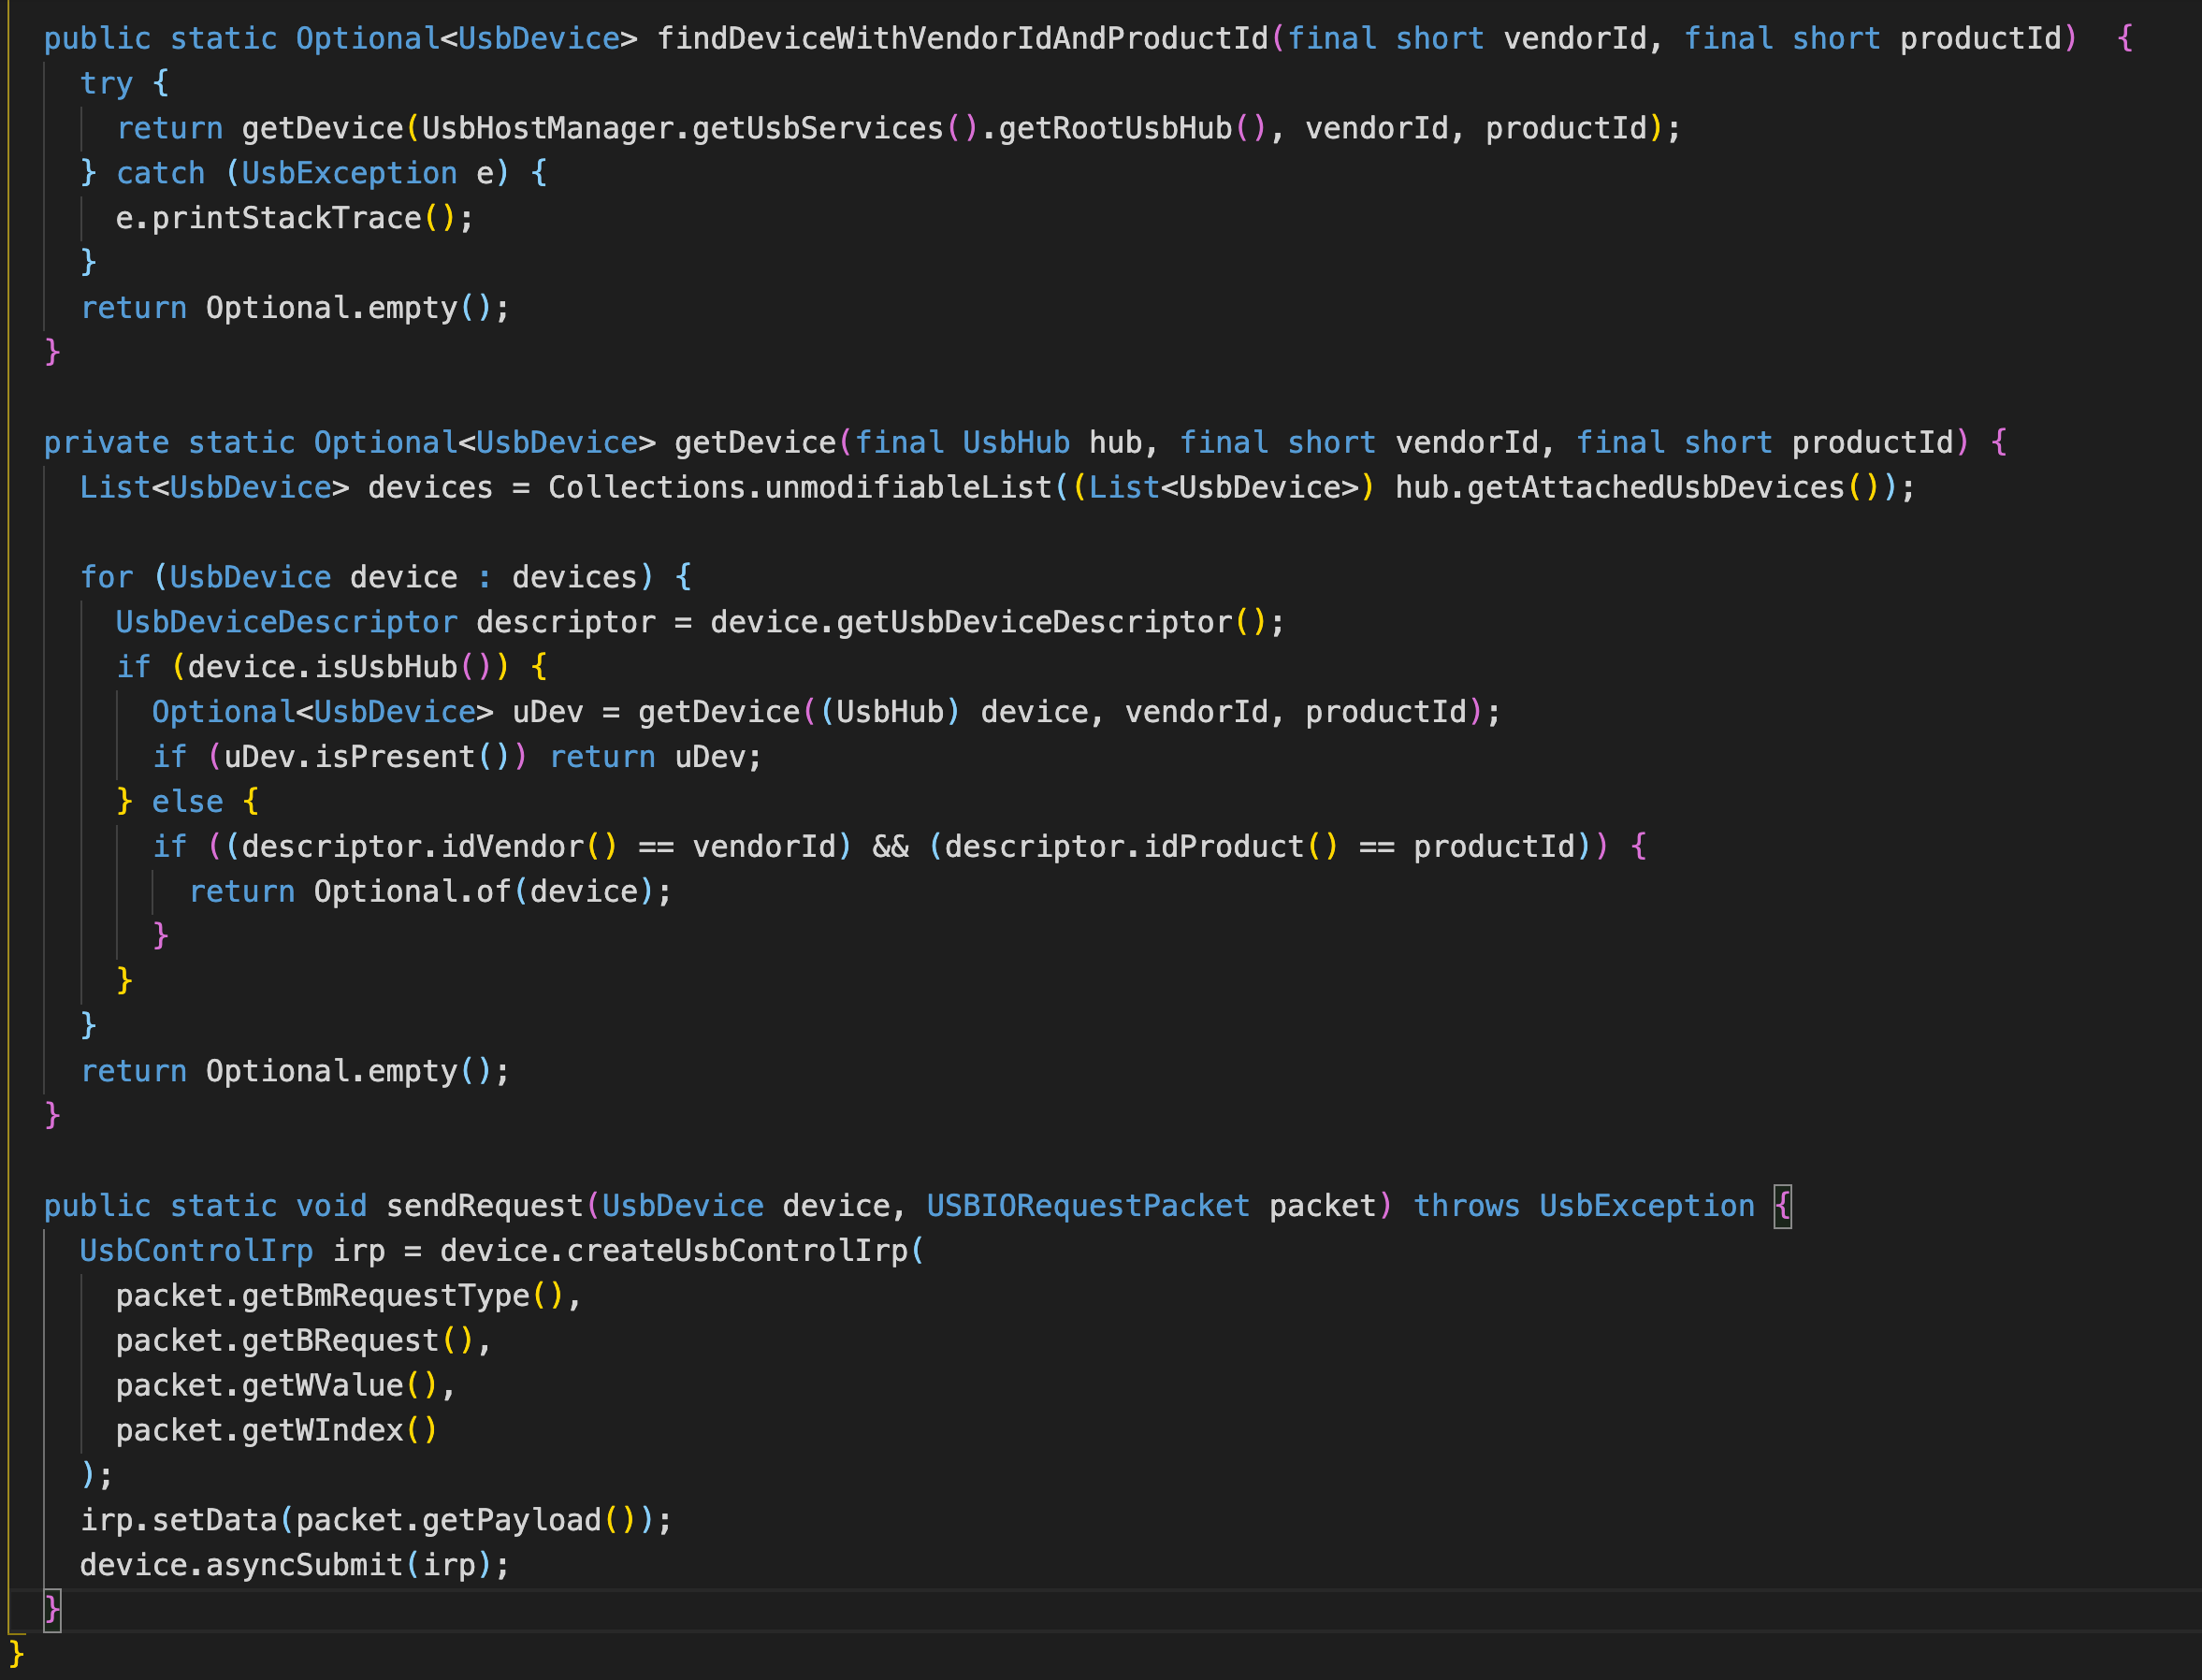 public static Optional<UsbDevice> findDeviceWithVendorIdAndProductId(final short vendorId, final short productId)  {
  try {
    return getDevice(UsbHostManager.getUsbServices().getRootUsbHub(), vendorId, productId);
  } catch (UsbException e) {
    e.printStackTrace();
  }
  return Optional.empty();
}

private static Optional<UsbDevice> getDevice(final UsbHub hub, final short vendorId, final short productId) {
  List<UsbDevice> devices = Collections.unmodifiableList((List<UsbDevice>) hub.getAttachedUsbDevices());

  for (UsbDevice device : devices) {
    UsbDeviceDescriptor descriptor = device.getUsbDeviceDescriptor();
    if (device.isUsbHub()) {
      Optional<UsbDevice> uDev = getDevice((UsbHub) device, vendorId, productId);
      if (uDev.isPresent()) return uDev;
    } else {
      if ((descriptor.idVendor() == vendorId) && (descriptor.idProduct() == productId)) {
        return Optional.of(device);
      }
    }
  }
  return Optional.empty();
}

public static void sendRequest(UsbDevice device, USBIORequestPacket packet) throws UsbException {
  UsbControlIrp irp = device.createUsbControlIrp(
    packet.getBmRequestType(),
    packet.getBRequest(),
    packet.getWValue(),
    packet.getWIndex()
  );
  irp.setData(packet.getPayload());
  device.asyncSubmit(irp);
}
}